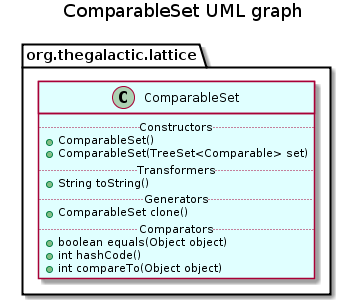 ComparableSet UML graph
org.thegalactic.lattice
C ComparableSet
Constructors
ComparableSet()
ComparableSet(TreeSet<Comparable> set)
Transformers
String toString()
Generators
ComparableSet clone()
Comparators
boolean equals(Object object)
int hashCode()
int compareTo(Object object)